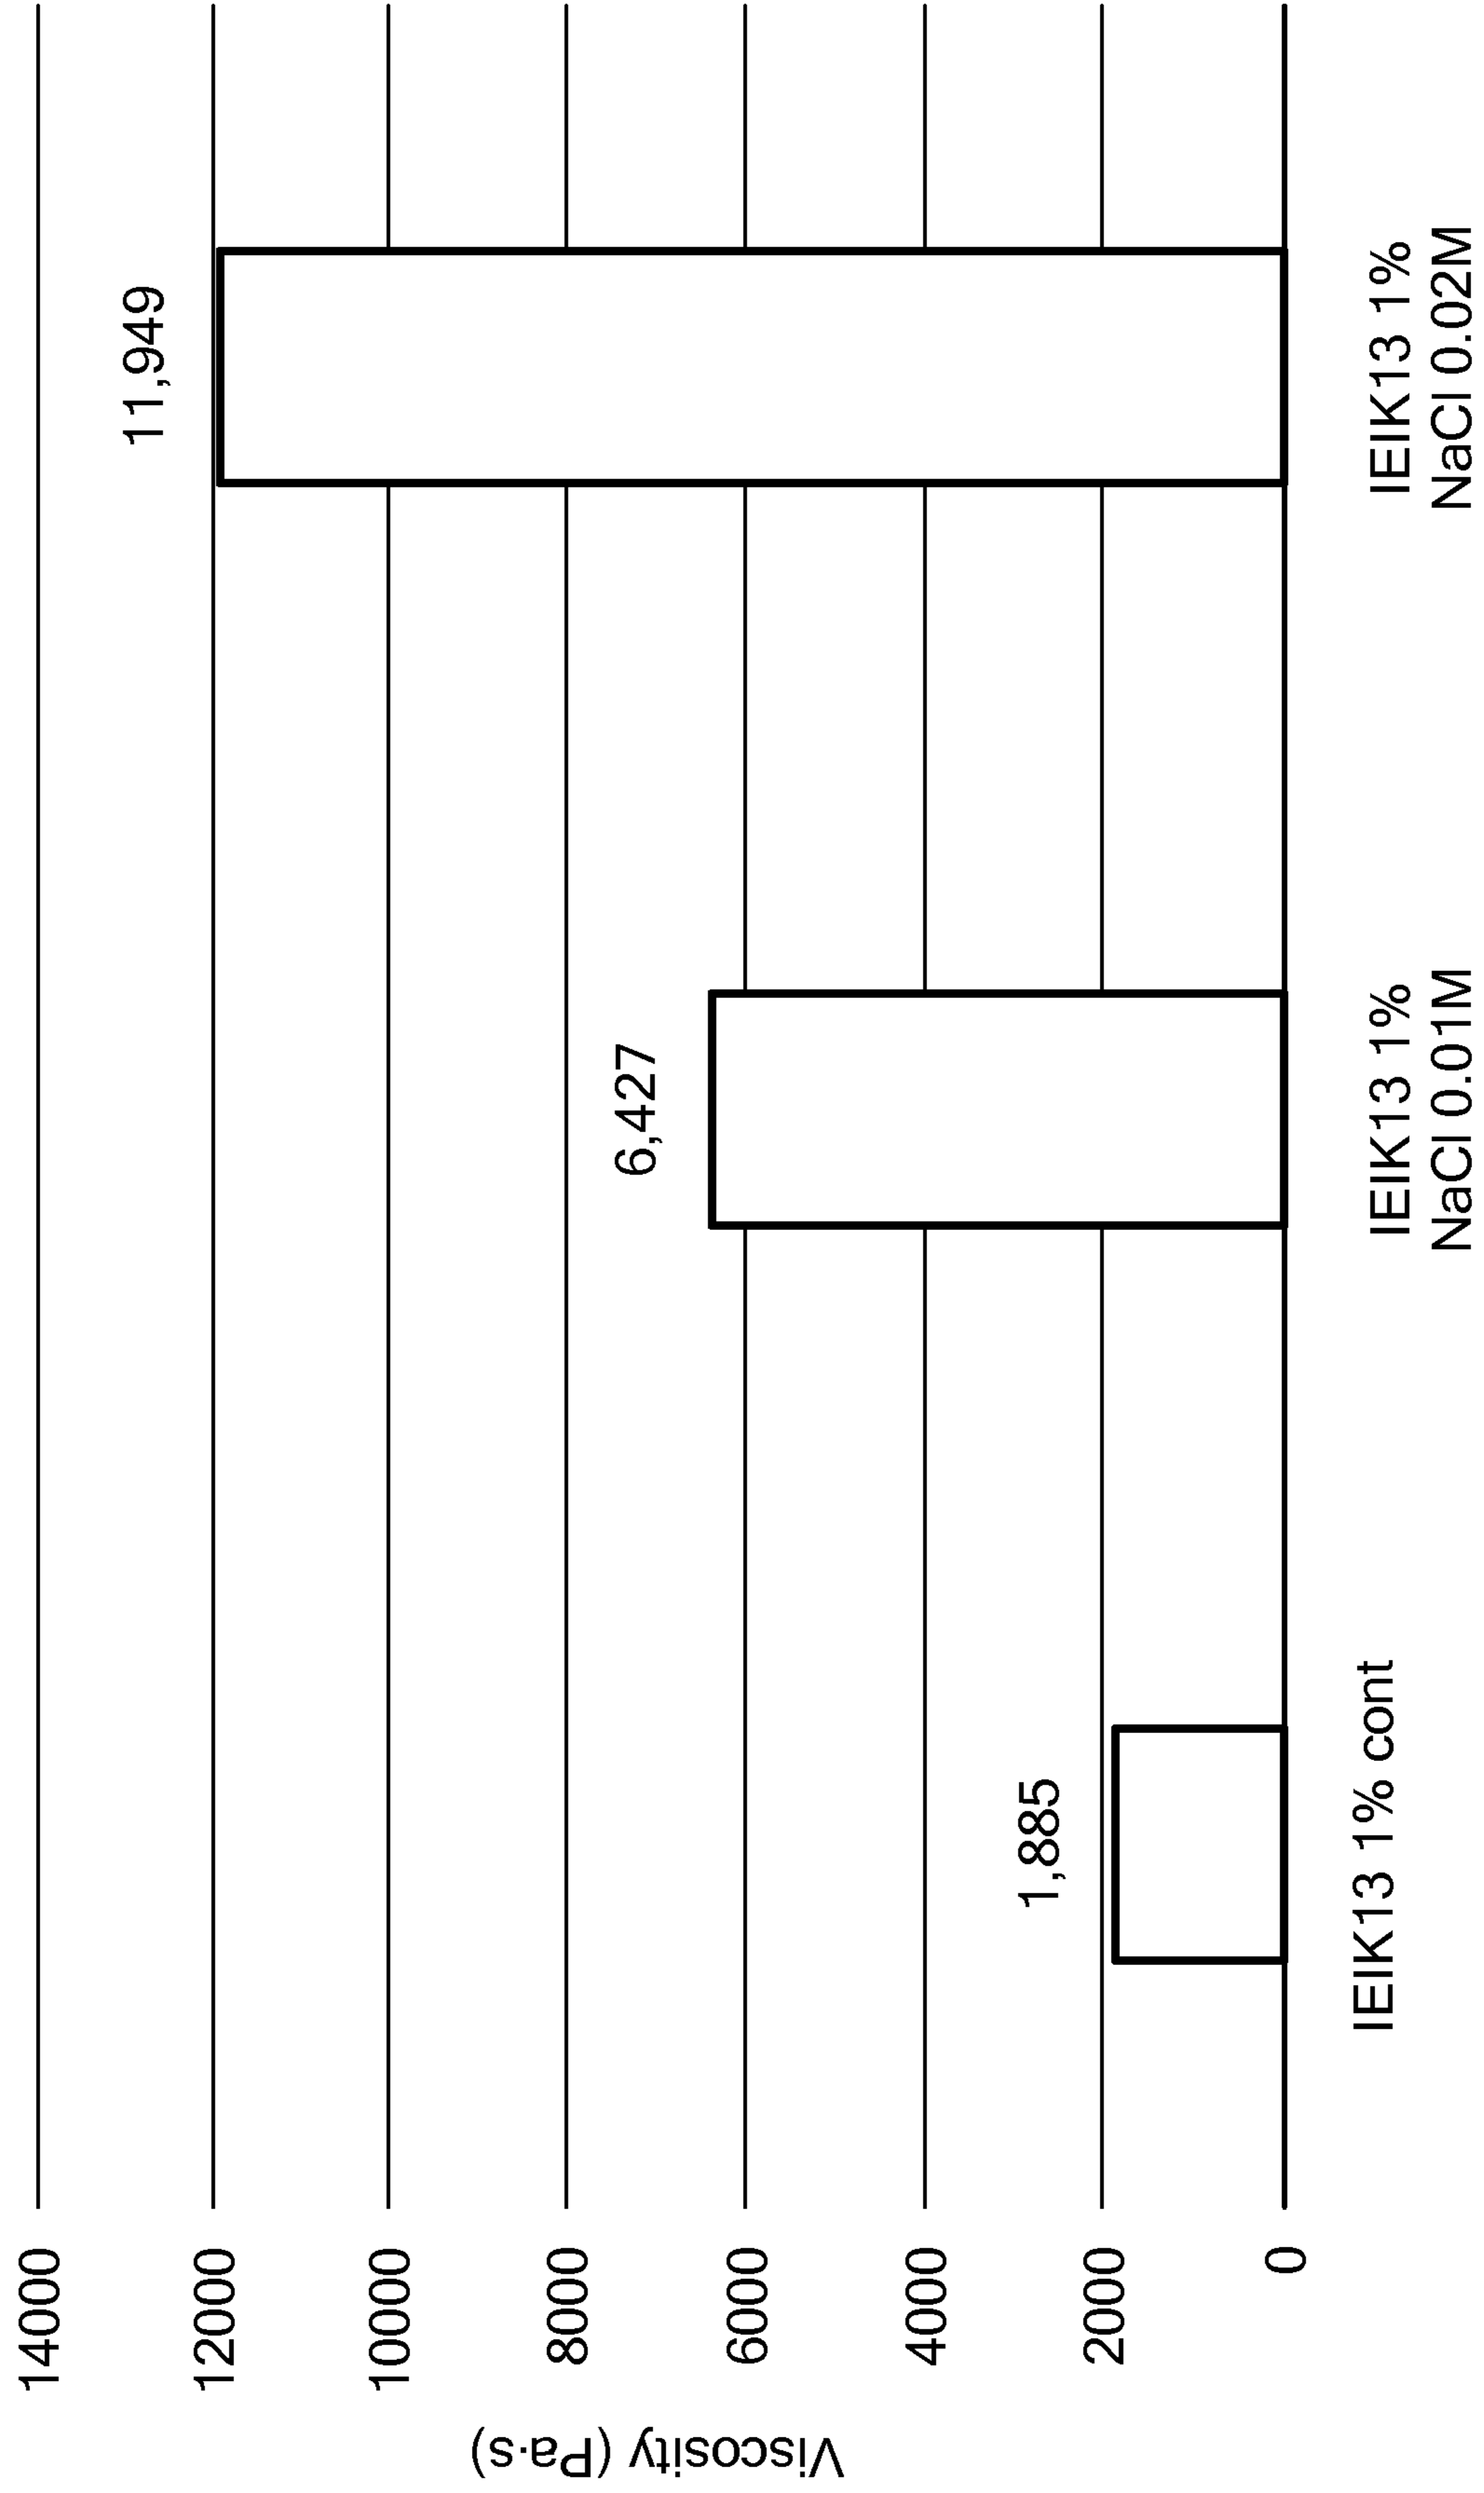 Viscosity (Pa·s)
14000
12000
10000
8000
6000
4000
2000
0
1,885
6,427
11,949
IEIK13 1% cont
IEIK13 1%
NaCl 0.01M
IEIK13 1%
NaCl 0.02M